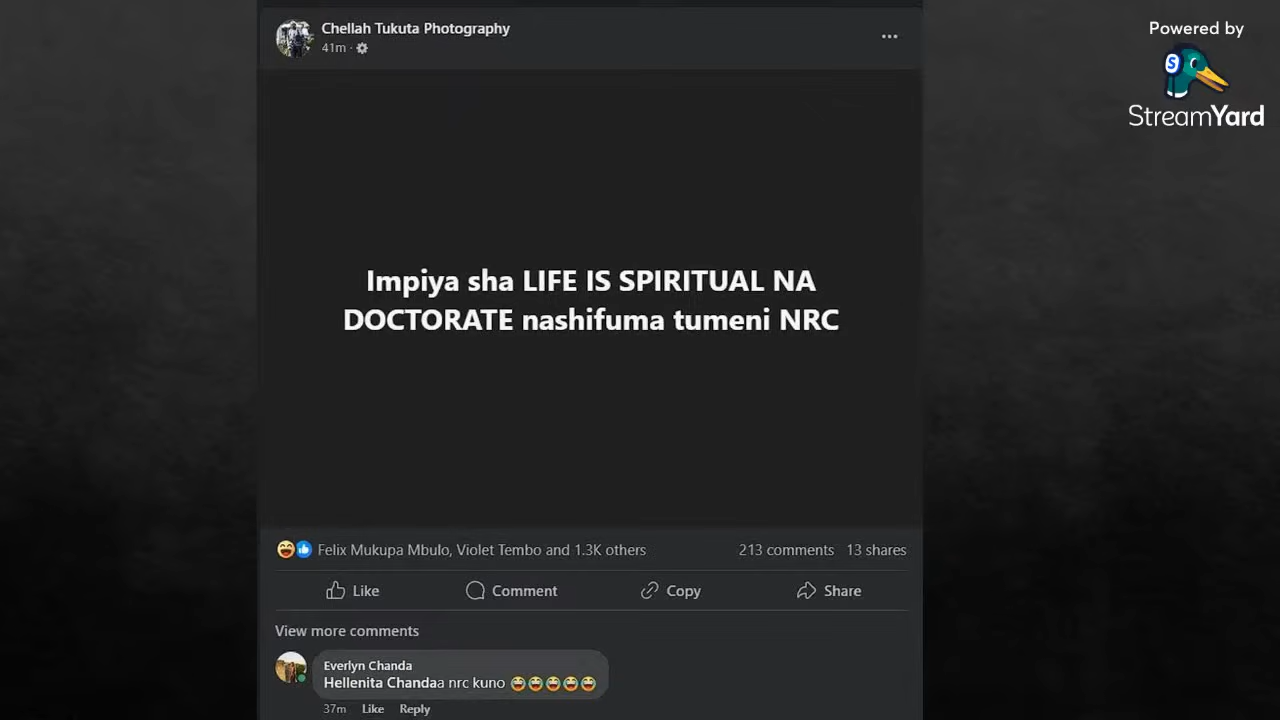 Chellah Tukuta Photography
41m ·
Powered by
StreamYard
Impiya sha LIFE IS SPIRITUAL NA
DOCTORATE nashifuma tumeni NRC
Felix Mukupa Mbulo, Violet Tembo and 1.3K others 213 comments 13 shares
Like Comment Copy Share
View more comments
Everlyn Chanda
Hellenita Chandaa nrc kuno 😂😂😂😂😂
37m Like Reply